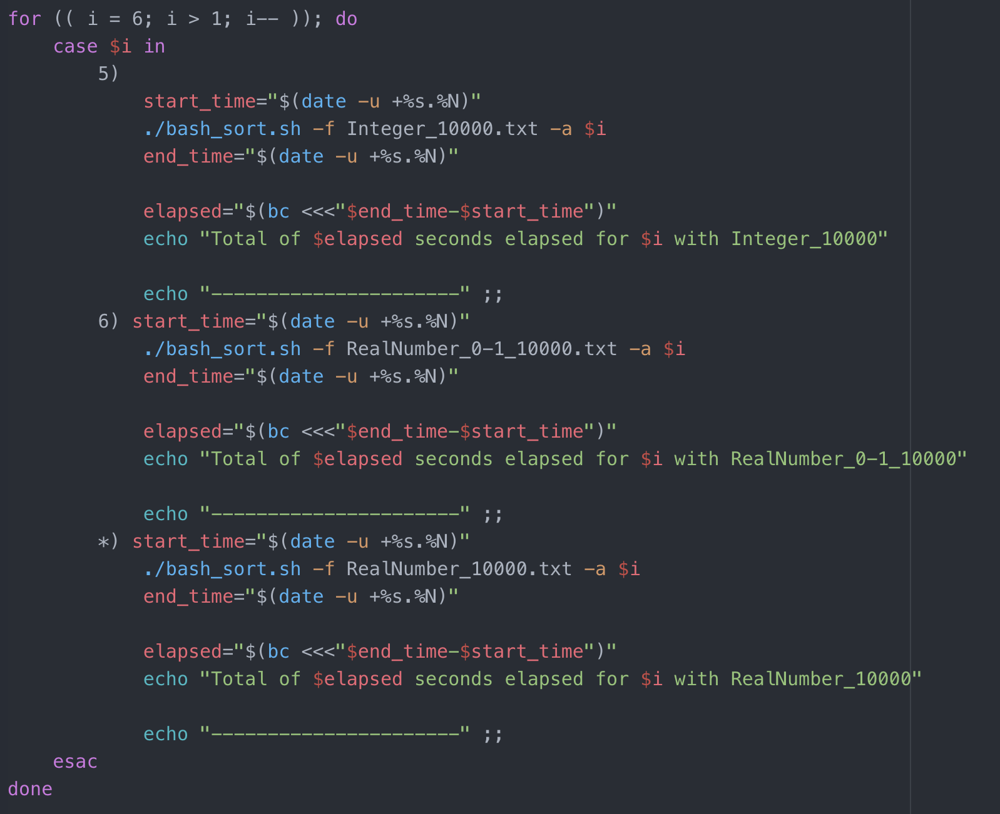 for (( i = 6; i > 1; i-- )); do
    case $i in
        5)
            start_time="$(date -u +%s.%N)"
            ./bash_sort.sh -f Integer_10000.txt -a $i
            end_time="$(date -u +%s.%N)"

            elapsed="$(bc <<<"$end_time-$start_time")"
            echo "Total of $elapsed seconds elapsed for $i with Integer_10000"

            echo "----------------------" ;;
        6) start_time="$(date -u +%s.%N)"
            ./bash_sort.sh -f RealNumber_0-1_10000.txt -a $i
            end_time="$(date -u +%s.%N)"

            elapsed="$(bc <<<"$end_time-$start_time")"
            echo "Total of $elapsed seconds elapsed for $i with RealNumber_0-1_10000"

            echo "----------------------" ;;
        *) start_time="$(date -u +%s.%N)"
            ./bash_sort.sh -f RealNumber_10000.txt -a $i
            end_time="$(date -u +%s.%N)"

            elapsed="$(bc <<<"$end_time-$start_time")"
            echo "Total of $elapsed seconds elapsed for $i with RealNumber_10000"

            echo "----------------------" ;;
    esac
done